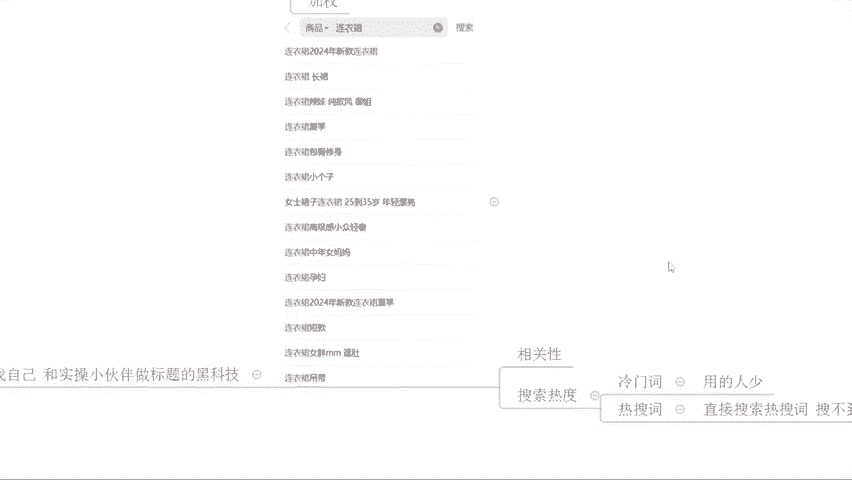 加权
商品 连衣裙 搜索
连衣裙2024年新款连衣裙
连衣裙 长裙
连衣裙辣妹 纯欲风 御姐
连衣裙夏季
连衣裙包臀修身
连衣裙小个子
女士裙子连衣裙 25到35岁 年轻漂亮
连衣裙高级感小众轻奢
连衣裙中年女妈妈
连衣裙孕妇
连衣裙2024年新款连衣裙夏季
连衣裙短款
连衣裙女胖mm 遮肚
连衣裙吊带
相关性
自己 和实操小伙伴做标题的黑科技
冷门词 用的人少
搜索热度
热搜词 直接搜索热搜词 搜不到